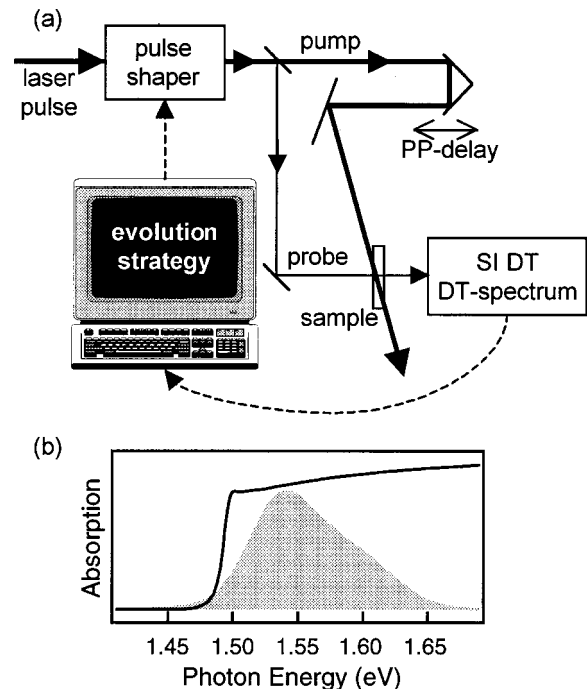 (a)
laser
pulse
pulse
shaper
pump
PP-delay
evolution
strategy
probe
sample
SI DT
DT-spectrum
(b)
Absorption
1.45
1.50
1.55
1.60
1.65
Photon Energy (eV)